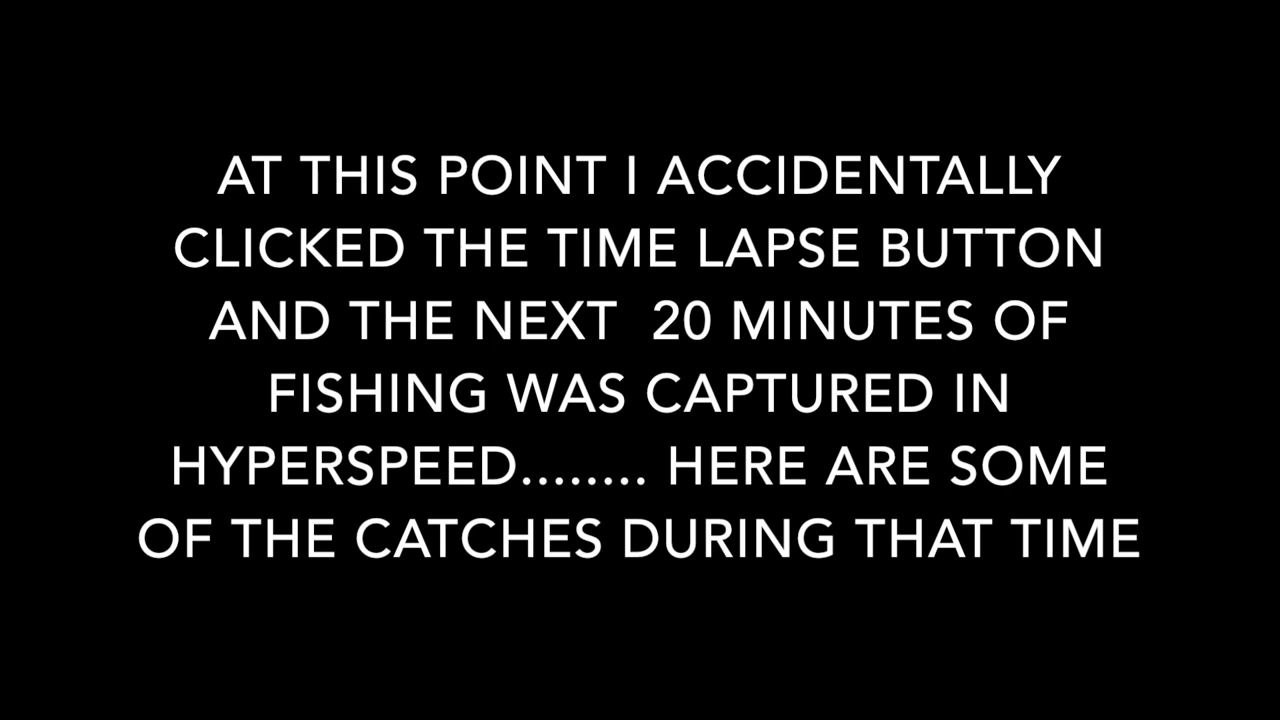 AT THIS POINT I ACCIDENTALLY
CLICKED THE TIME LAPSE BUTTON
AND THE NEXT  20 MINUTES OF
FISHING WAS CAPTURED IN
HYPERSPEED........ HERE ARE SOME
OF THE CATCHES DURING THAT TIME